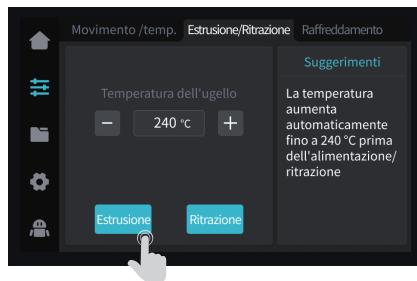 Movimento /temp. Estrusione/Ritrazione Raffreddamento
Suggerimenti
Temperatura dell'ugello
− 240 °C +
La temperatura
aumenta
automaticamente
fino a 240 °C prima
dell'alimentazione/
ritrazione
Estrusione Ritrazione